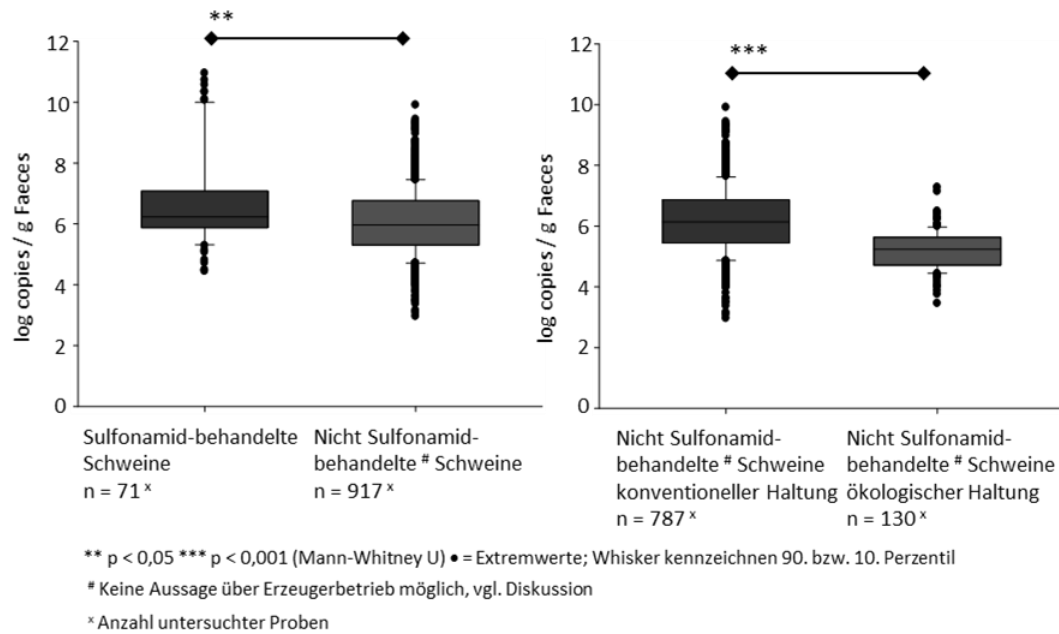 **
12
10
8
6
4
2
0
log copies / g Faeces
Sulfonamid-behandelte
Schweine
n = 71 x
Nicht Sulfonamid-
behandelte # Schweine
n = 917 x
***
12
10
8
6
4
2
0
log copies / g Faeces
Nicht Sulfonamid-
behandelte # Schweine
konventioneller Haltung
n = 787 x
Nicht Sulfonamid-
behandelte # Schweine
ökologischer Haltung
n = 130 x
** p < 0,05 *** p < 0,001 (Mann-Whitney U) ● = Extremwerte; Whisker kennzeichnen 90. bzw. 10. Perzentil
# Keine Aussage über Erzeugerbetrieb möglich, vgl. Diskussion
x Anzahl untersuchter Proben